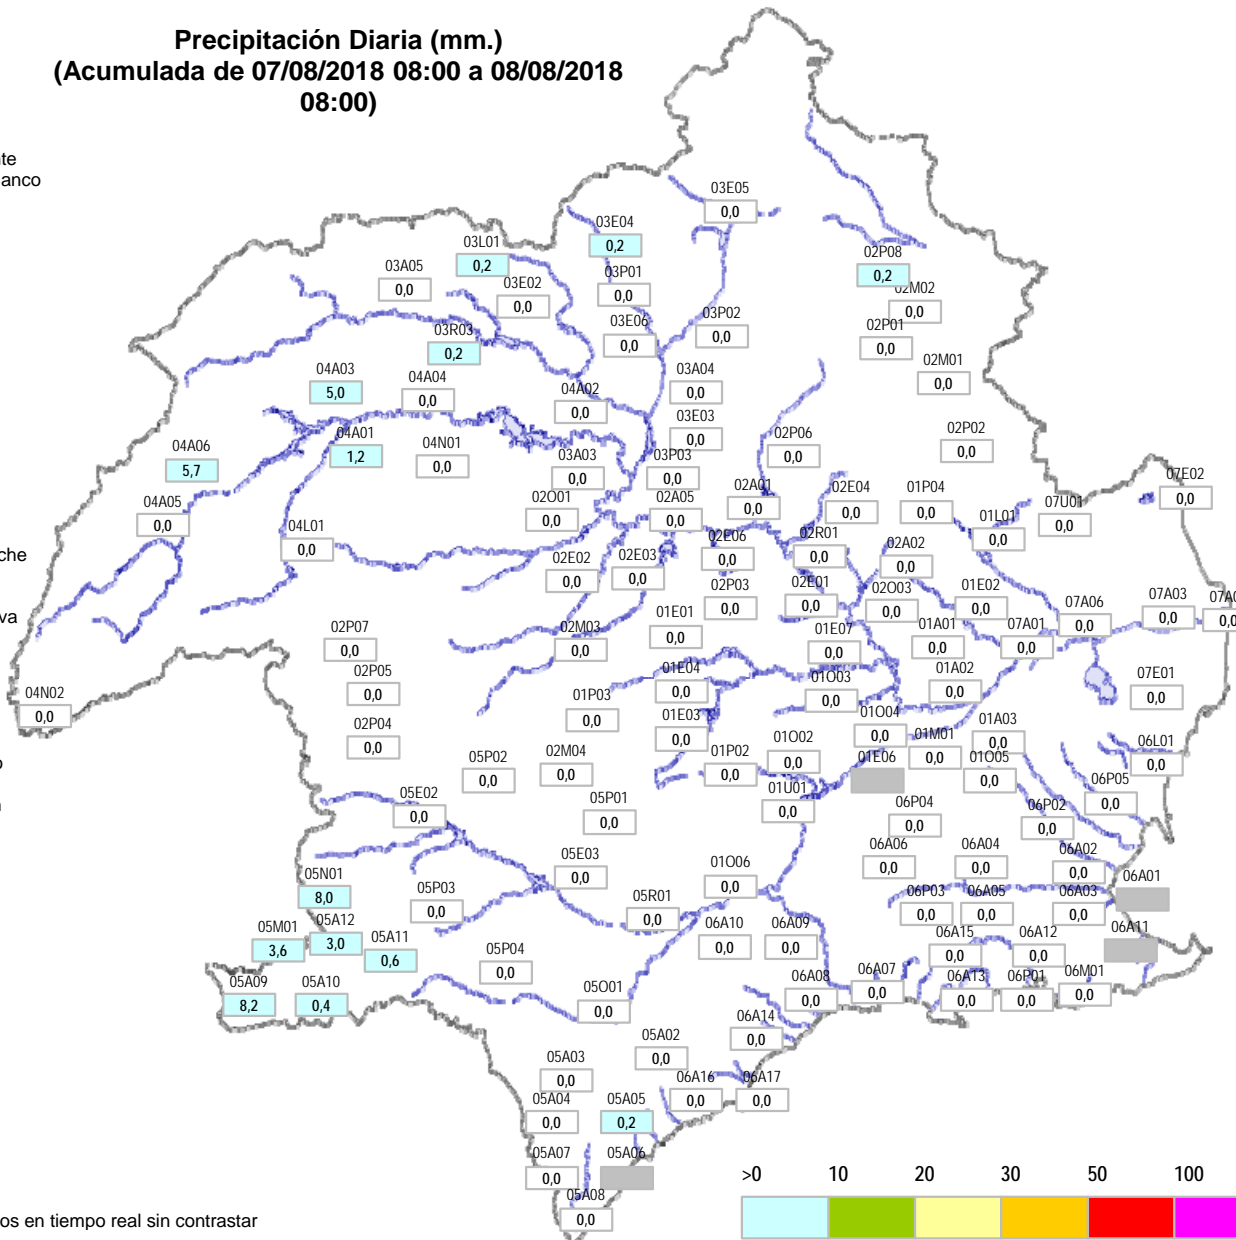 Precipitación Diaria (mm.)
(Acumulada de 07/08/2018 08:00 a 08/08/2018
08:00)
03E05
0,0
03E04
0,2
03L01
0,2
02P08
0,2
03A05
0,0
03P01
0,0
03E02
0,0
02M02
0,0
03P02
0,0
03E06
0,0
02P01
0,0
03R03
0,2
02M01
0,0
04A03
5,0
04A04
0,0
03A04
0,0
04A02
0,0
03E03
0,0
04A01
1,2
02P02
0,0
04A06
5,7
04N01
0,0
02P06
0,0
03A03
0,0
03P03
0,0
07E02
0,0
02A01
0,0
02E04
0,0
01P04
0,0
04A05
0,0
02O01
0,0
02A05
0,0
07U01
0,0
01L01
0,0
04L01
0,0
02R01
0,0
02E06
0,0
02A02
0,0
02E02
0,0
02E03
0,0
02E01
0,0
02P03
0,0
02O03
0,0
01E02
0,0
07A03
0,0
07A06
0,0
0,0
01E01
0,0
02P07
0,0
02M03
0,0
01E07
0,0
01A01
0,0
07A01
0,0
02P05
0,0
01E04
0,0
01O03
0,0
01A02
0,0
07E01
0,0
04N02
0,0
01P03
0,0
02P04
0,0
01E03
0,0
01O04
0,0
01M01
0,0
01A03
0,0
06L01
0,0
05P02
0,0
02M04
0,0
01P02
0,0
01O02
0,0
01E06
01O05
0,0
06P05
0,0
05E02
0,0
05P01
0,0
01U01
0,0
06P04
0,0
06P02
0,0
05E03
0,0
01O06
0,0
06A06
0,0
06A04
0,0
06A02
0,0
05N01
8,0
05P03
0,0
05R01
0,0
06P03
0,0
06A05
0,0
06A03
0,0
06A01
05M01
3,6
05A12
3,0
05A11
0,6
05P04
0,0
06A10
0,0
06A09
0,0
06A15
0,0
06A12
0,0
06A11
05A09
8,2
05A10
0,4
05O01
0,0
06A08
0,0
06A07
0,0
06A13
0,0
06P01
0,0
06M01
0,0
05A02
0,0
06A14
0,0
05A03
0,0
06A16
0,0
06A17
0,0
05A04
0,0
05A05
0,2
05A07
0,0
05A06
05A08
0,0
>0 10 20 30 50 100
os en tiempo real sin contrastar